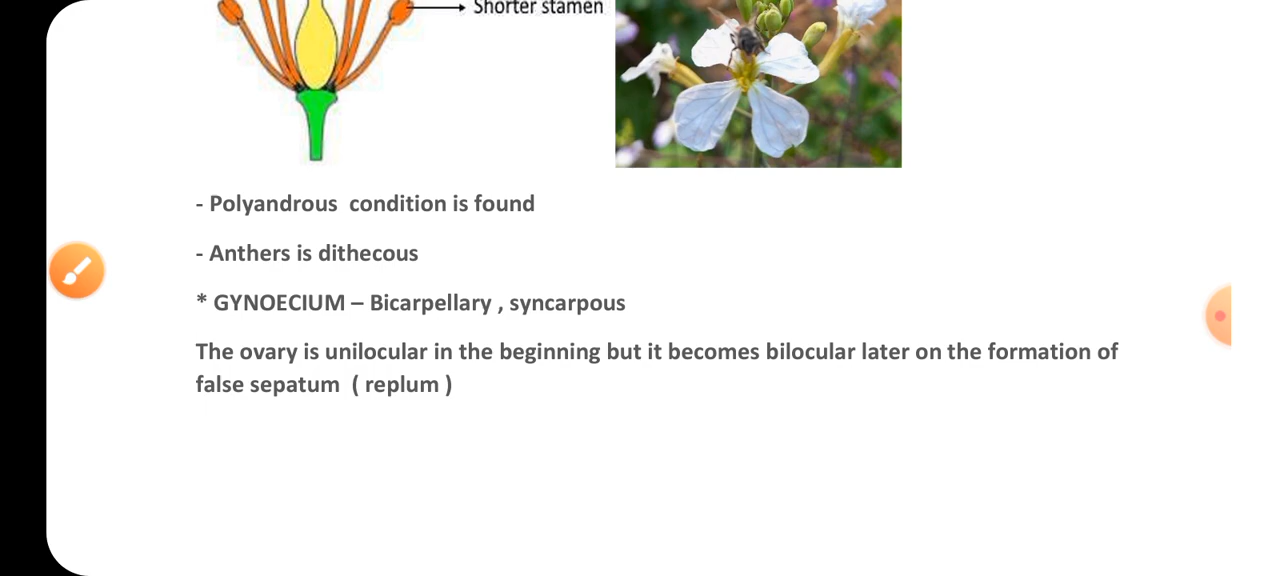 Shorter stamen
- Polyandrous condition is found
- Anthers is dithecous
* GYNOECIUM – Bicarpellary , syncarpous
The ovary is unilocular in the beginning but it becomes bilocular later on the formation of
false sepatum ( replum )